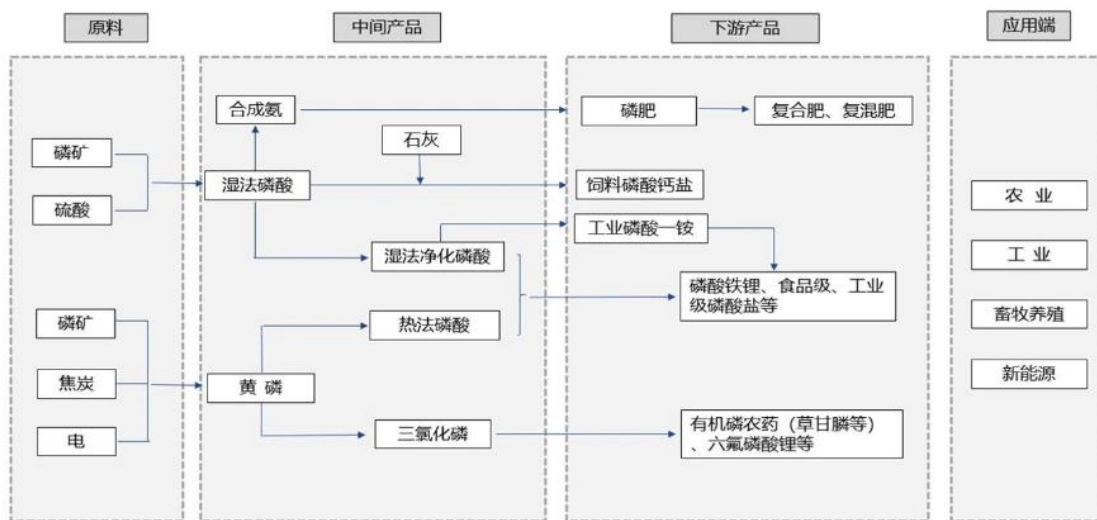 原料
中间产品
下游产品
应用端
磷矿
硫酸
磷矿
焦炭
电
合成氨
石灰
湿法磷酸
湿法净化磷酸
热法磷酸
黄 磷
三氯化磷
磷肥
复合肥、复混肥
饲料磷酸钙盐
工业磷酸一铵
磷酸铁锂、食品级、工业
级磷酸盐等
有机磷农药（草甘膦等）
、六氟磷酸锂等
农 业
工 业
畜牧养殖
新能源